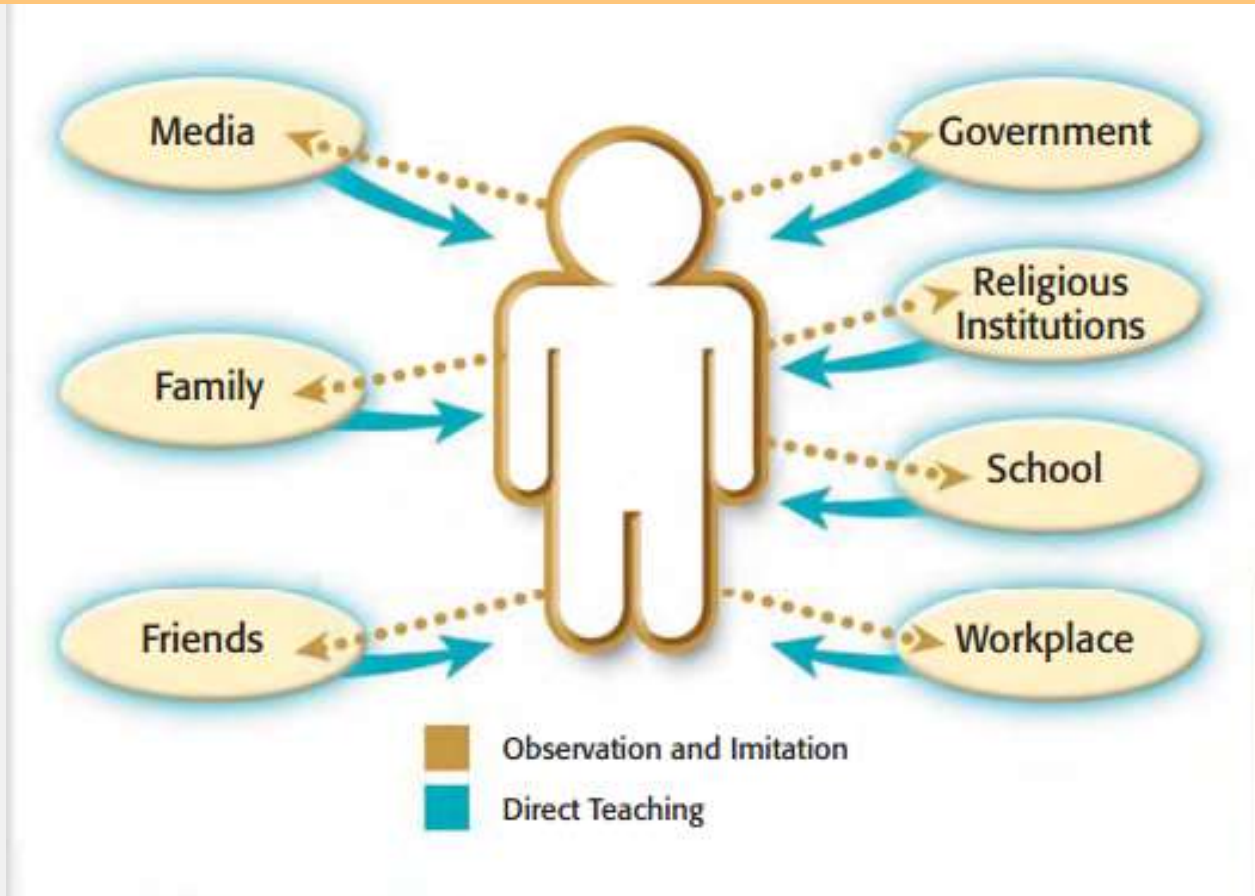 Media
Government
Religious
Institutions
Family
School
Friends
Workplace
Observation and Imitation
Direct Teaching